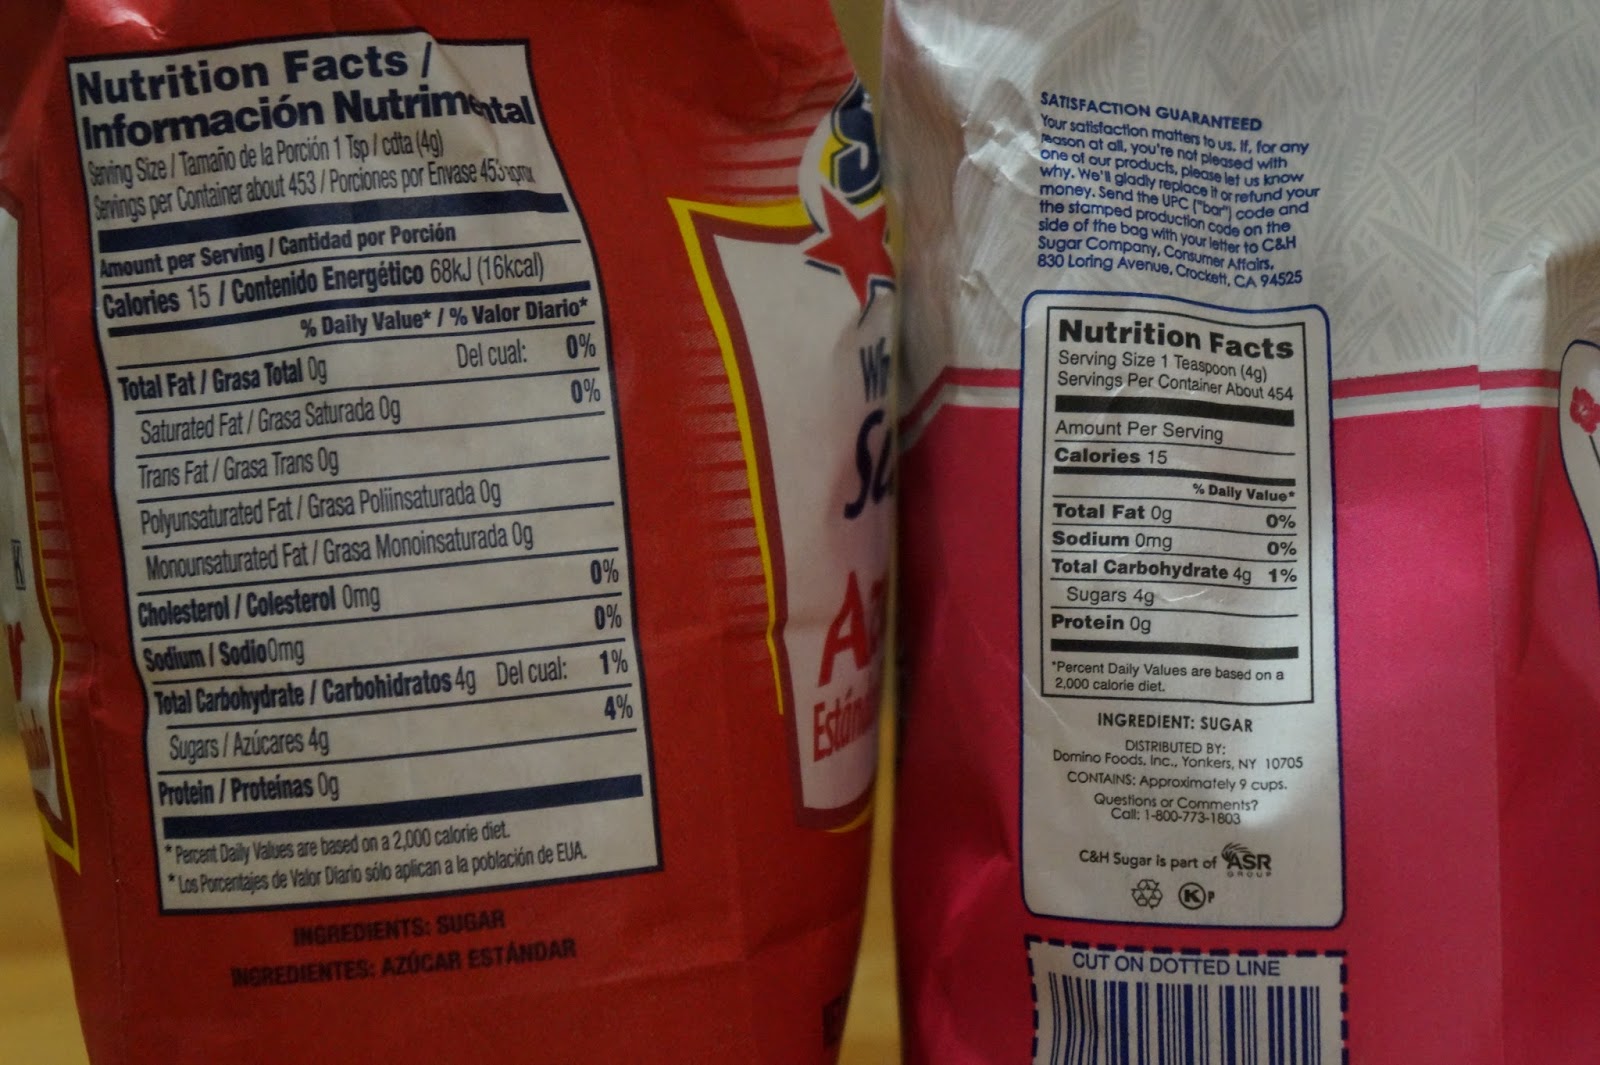 Nutrition Facts /
Información Nutrimental
Serving Size / Tamaño de la Porción 1 Tsp / cdta (4g)
Servings per Container about 453 / Porciones por Envase 453
Amount per Serving / Cantidad por Porción
Calories 15 / Contenido Energético 68kJ (16kcal)
% Daily Value* / % Valor Diario*
Total Fat / Grasa Total 0g Del cual: 0%
Saturated Fat / Grasa Saturada 0g 0%
Trans Fat / Grasa Trans 0g
Polyunsaturated Fat / Grasa Poliinsaturada 0g
Monounsaturated Fat / Grasa Monoinsaturada 0g
Cholesterol / Colesterol 0mg 0%
Sodium / Sodio 0mg 0%
Total Carbohydrate / Carbohidratos 4g Del cual: 1%
Sugars / Azúcares 4g 4%
Protein / Proteínas 0g
* Percent Daily Values are based on a 2,000 calorie diet.
* Los Porcentajes de Valor Diario sólo aplican a la población de EUA.
INGREDIENTS: SUGAR
INGREDIENTES: AZÚCAR ESTÁNDAR
SATISFACTION GUARANTEED
Your satisfaction matters to us. If, for any
reason at all, you're not pleased with
one of our products, please let us know
why. We'll gladly replace it or refund your
money. Send the UPC ("bar") code and
the stamped production code on the
side of the bag with your letter to C&H
Sugar Company, Consumer Affairs,
830 Loring Avenue, Crockett, CA 94525
Nutrition Facts
Serving Size 1 Teaspoon (4g)
Servings Per Container About 454
Amount Per Serving
Calories 15
% Daily Value*
Total Fat 0g 0%
Sodium 0mg 0%
Total Carbohydrate 4g 1%
Sugars 4g
Protein 0g
*Percent Daily Values are based on a
2,000 calorie diet.
INGREDIENT: SUGAR
DISTRIBUTED BY:
Domino Foods, Inc., Yonkers, NY 10705
CONTAINS: Approximately 9 cups.
Questions or Comments?
Call: 1-800-773-1803
C&H Sugar is part of ASR
GROUP
K P
CUT ON DOTTED LINE